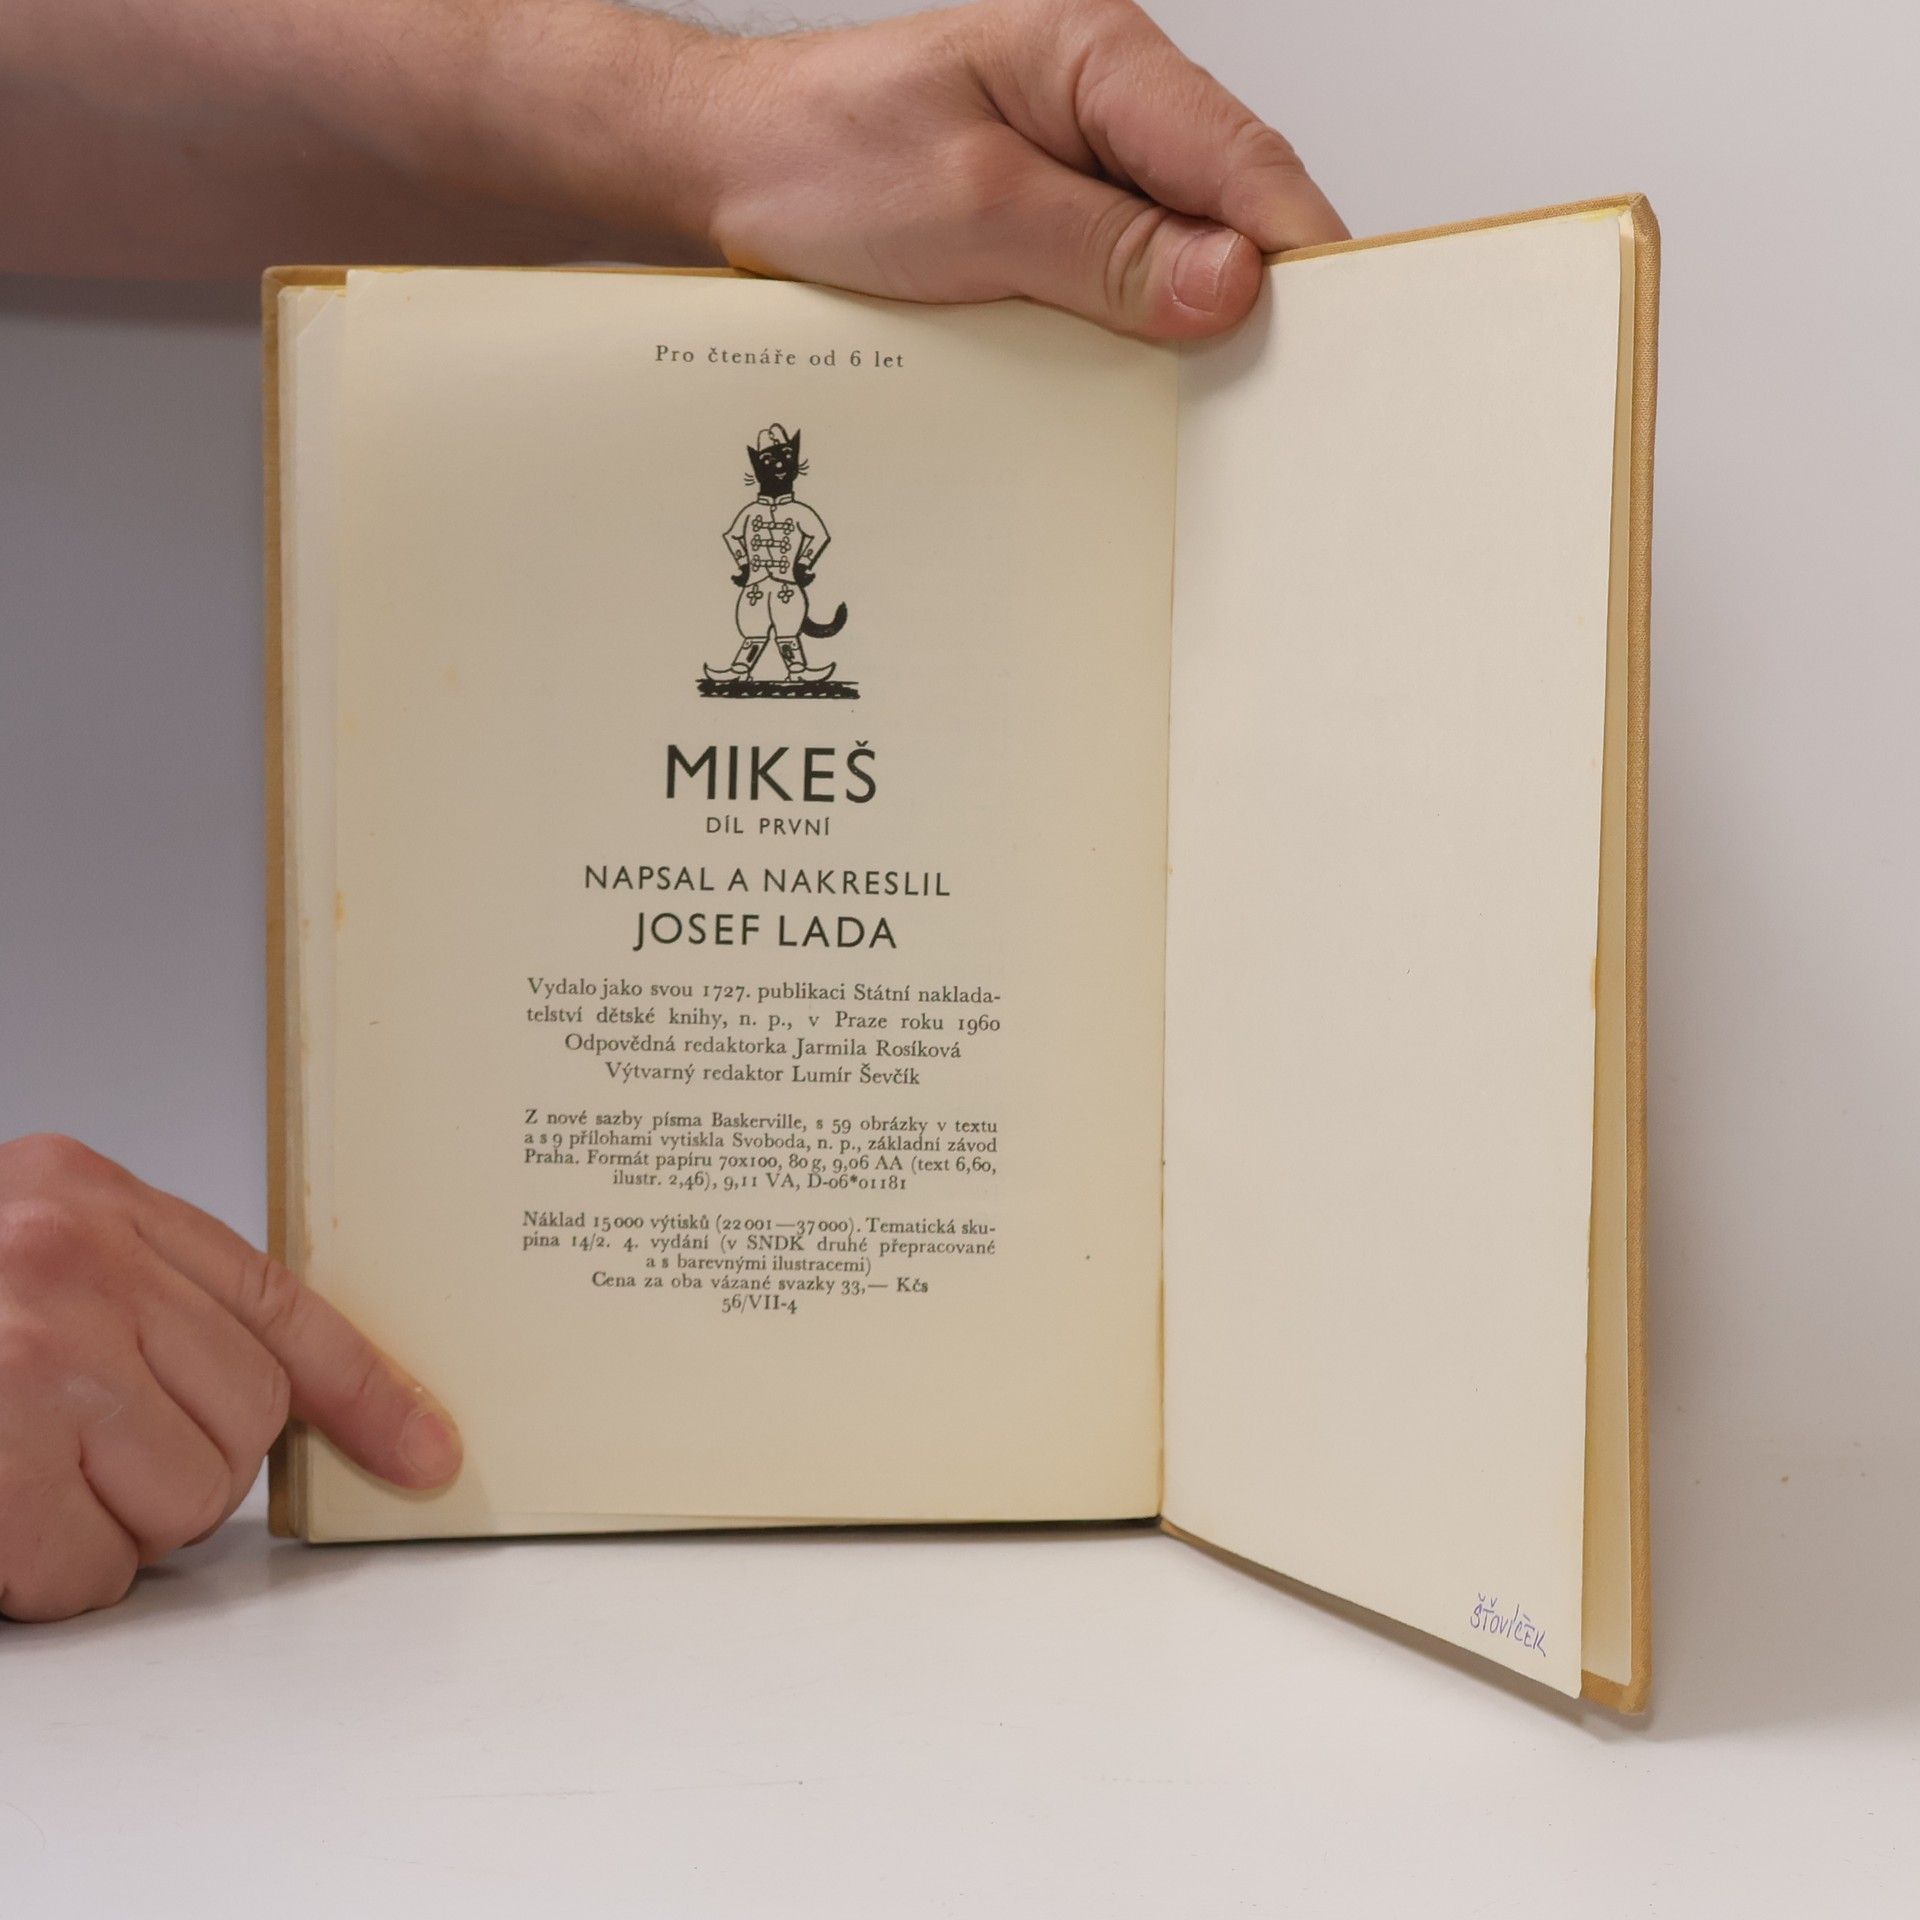 Pro čtenáře od 6 let
MIKEŠ
DÍL PRVNÍ
NAPSAL A NAKRESLIL
JOSEF LADA
Vydalo jako svou 1727. publikaci Státní naklada-
telství dětské knihy, n. p., v Praze roku 1960
Odpovědná redaktorka Jarmila Rosíková
Výtvarný redaktor Lumír Ševčík
Z nové sazby písma Baskerville, s 59 obrázky v textu
a s 9 přílohami vytiskla Svoboda, n. p., základní závod
Praha. Formát papíru 70x100, 80 g, 9,06 AA (text 6,60,
ilustr. 2,46), 9,11 VA, D-06*01181
Náklad 15 000 výtisků (22 001—37 000). Tematická sku-
pina 14/2. 4. vydání (v SNDK druhé přepracované
a s barevnými ilustracemi)
Cena za oba vázané svazky 33,— Kčs
56/VII-4
ŠŤOVÍČEK